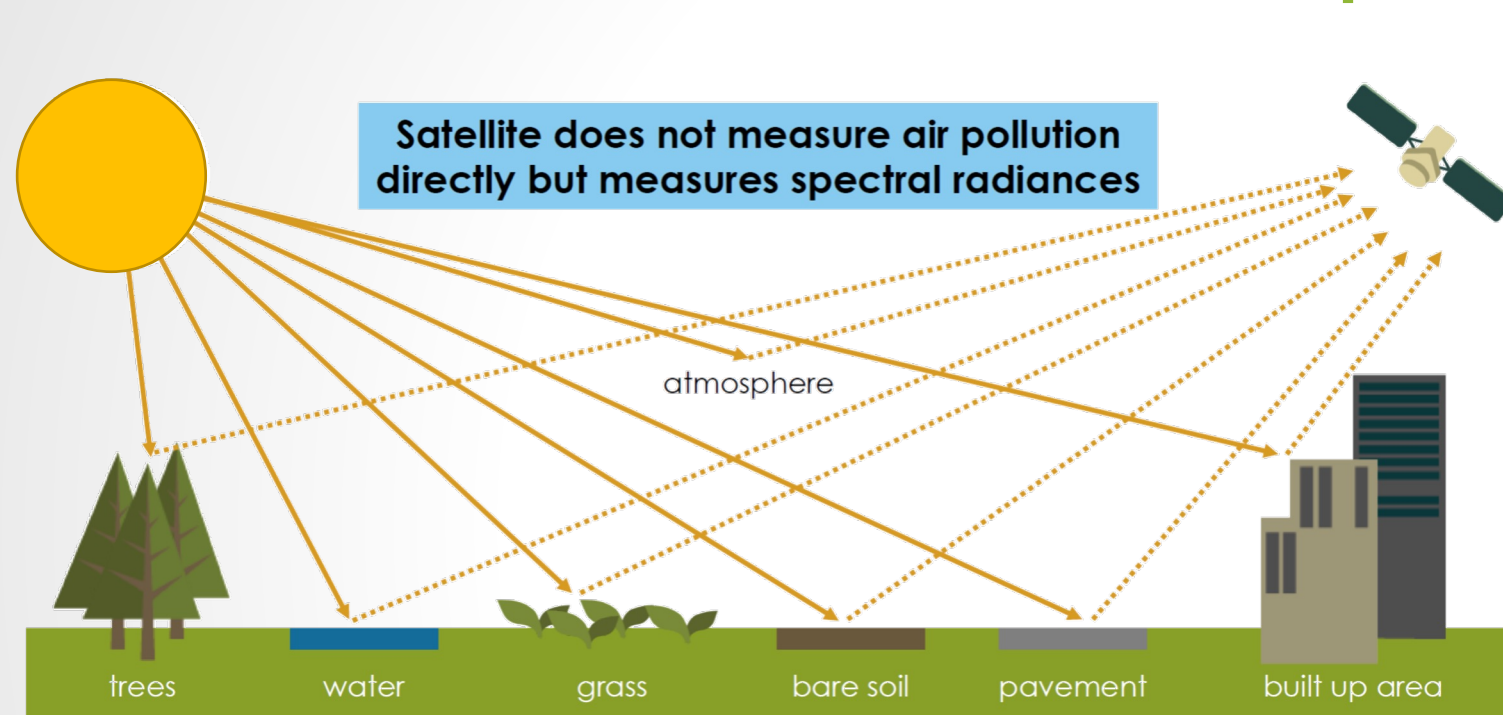 Satellite does not measure air pollution
directly but measures spectral radiances
atmosphere
trees
water
grass
bare soil
pavement
built up area